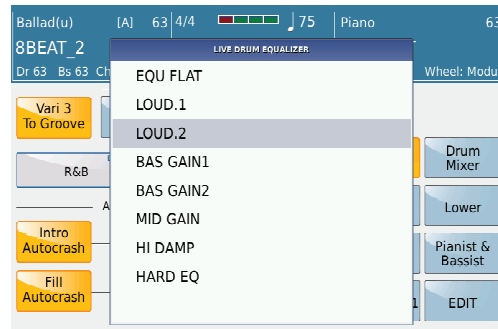 Ballad(u) [A] 63 4/4 75 Piano 63
8BEAT_2
LIVE DRUM EQUALIZER
Dr 63 Bs 63 Ch Wheel: Modu
EQU FLAT
LOUD.1
LOUD.2
BAS GAIN1
BAS GAIN2
MID GAIN
HI DAMP
HARD EQ
Vari 3
To Groove
R&B
A
Intro
Autocrash
Fill
Autocrash
Drum
Mixer
Lower
Pianist &
Bassist
1 EDIT